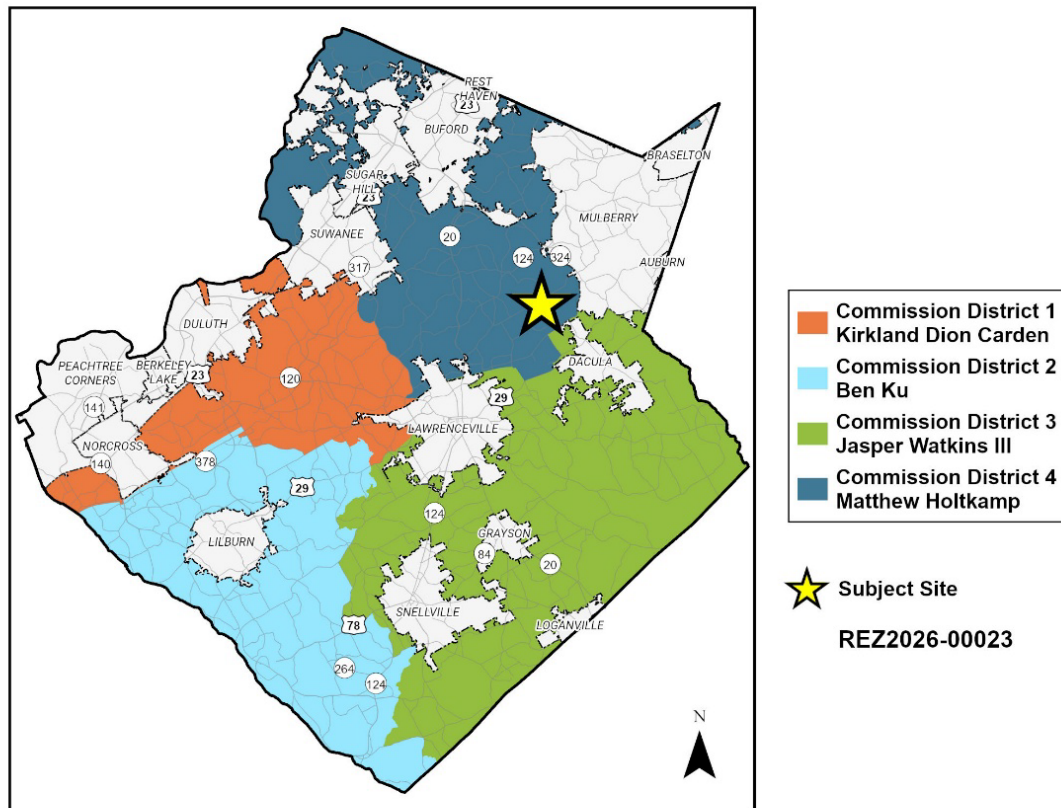 REST
HAVEN
23
BUFORD
BRASELTON
SUGAR
HILL
23
MULBERRY
SUWANEE
20
124
324
317
AUBURN
DULUTH
DACULA
PEACHTREE
CORNERS
BERKELEY
LAKE
23
120
29
141
LAWRENCEVILLE
NORCROSS
140
378
29
124
LILBURN
GRAYSON
84
20
SNELLVILLE
LOGANVILLE
78
264
124
N
Commission District 1
Kirkland Dion Carden
Commission District 2
Ben Ku
Commission District 3
Jasper Watkins III
Commission District 4
Matthew Holtkamp
Subject Site
REZ2026-00023